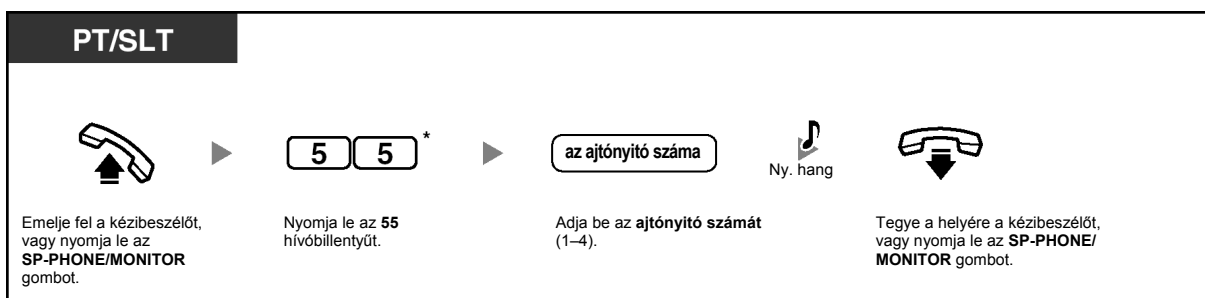 PT/SLT
5 5 *
az ajtónyitó száma
Ny. hang
Emelje fel a kézibeszélőt,
vagy nyomja le az
SP-PHONE/MONITOR
gombot.
Nyomja le az 55
hívóbillentyűt.
Adja be az ajtónyitó számát
(1–4).
Tegye a helyére a kézibeszélőt,
vagy nyomja le az SP-PHONE/
MONITOR gombot.